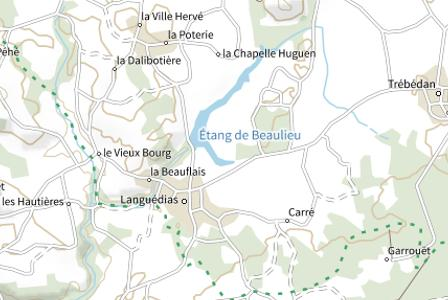 la Ville Hervé
la Poterie
la Chapelle Huguen
la Dalibotière
Trébédan
Étang de Beaulieu
le Vieux Bourg
la Beauflais
les Hautières
Languédias
Carré
Garrouët